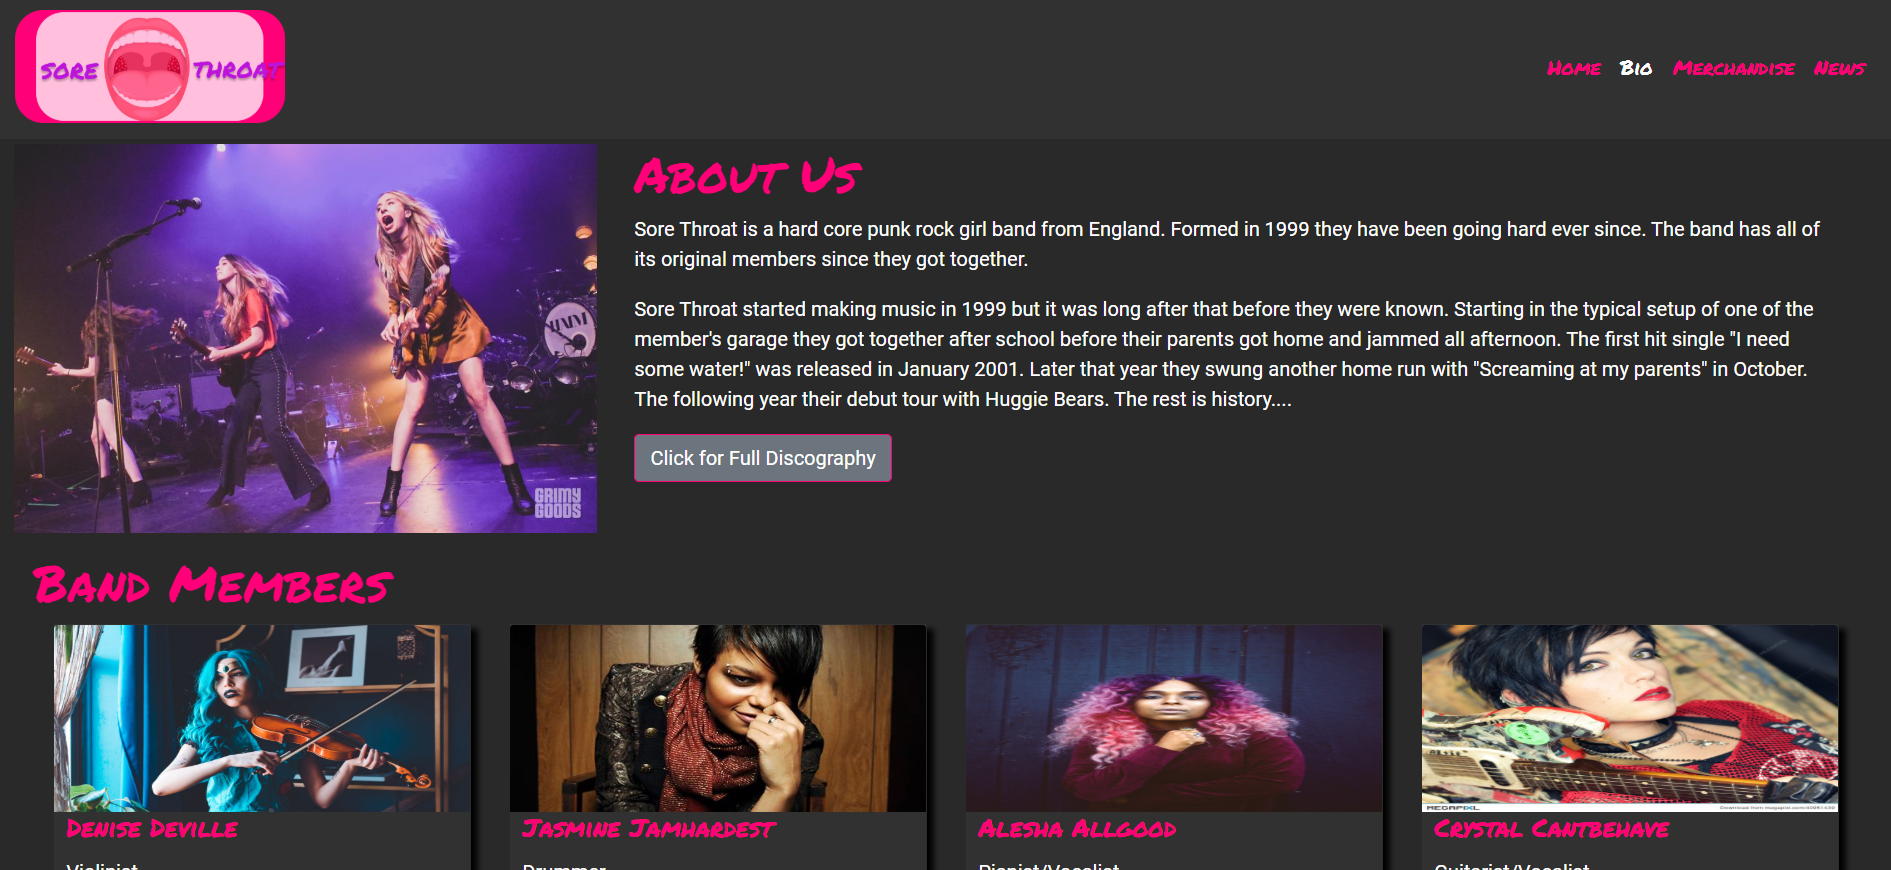 SORE THROAT
Home Bio Merchandise News
About Us
Sore Throat is a hard core punk rock girl band from England. Formed in 1999 they have been going hard ever since. The band has all of
its original members since they got together.
Sore Throat started making music in 1999 but it was long after that before they were known. Starting in the typical setup of one of the
member's garage they got together after school before their parents got home and jammed all afternoon. The first hit single "I need
some water!" was released in January 2001. Later that year they swung another home run with "Screaming at my parents" in October.
The following year their debut tour with Huggie Bears. The rest is history....
Click for Full Discography
HAIM
GRIMY
GOODS
Band Members
MEGAPIXL
Denise Deville
Jasmine Jamhardest
Alesha Allgood
Crystal Cantbehave
Violinist
Drummer
Pianist/Vocalist
Guitarist/Vocalist